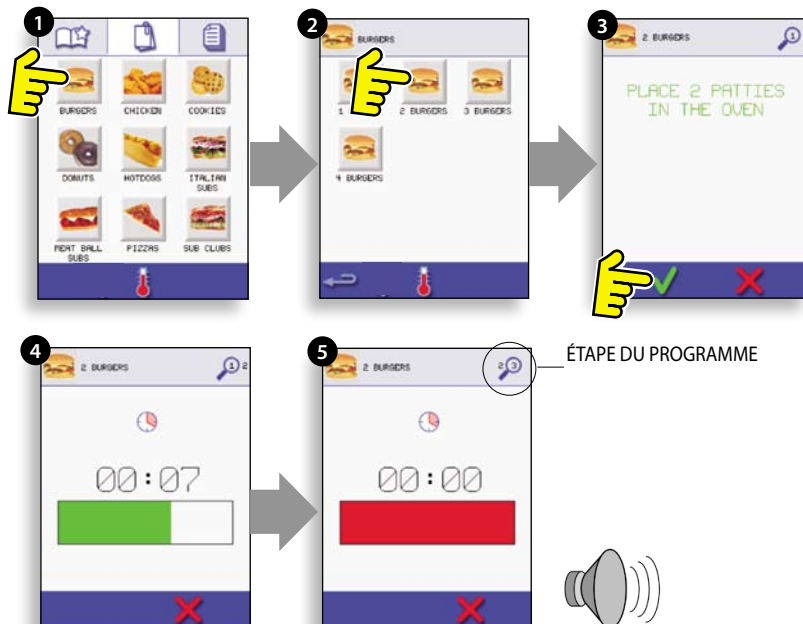 1
BURGERS
CHICKEN
COOKIES
DONUTS
HOTDOGS
ITALIAN
SUBS
MEAT BALL
SUBS
PIZZAS
SUB CLUBS
2
BURGERS
1
2 BURGERS
3 BURGERS
4 BURGERS
3
2 BURGERS
1
PLACE 2 PATTIES
IN THE OVEN
4
2 BURGERS
1 2
00:07
5
2 BURGERS
2 3
00:00
ÉTAPE DU PROGRAMME